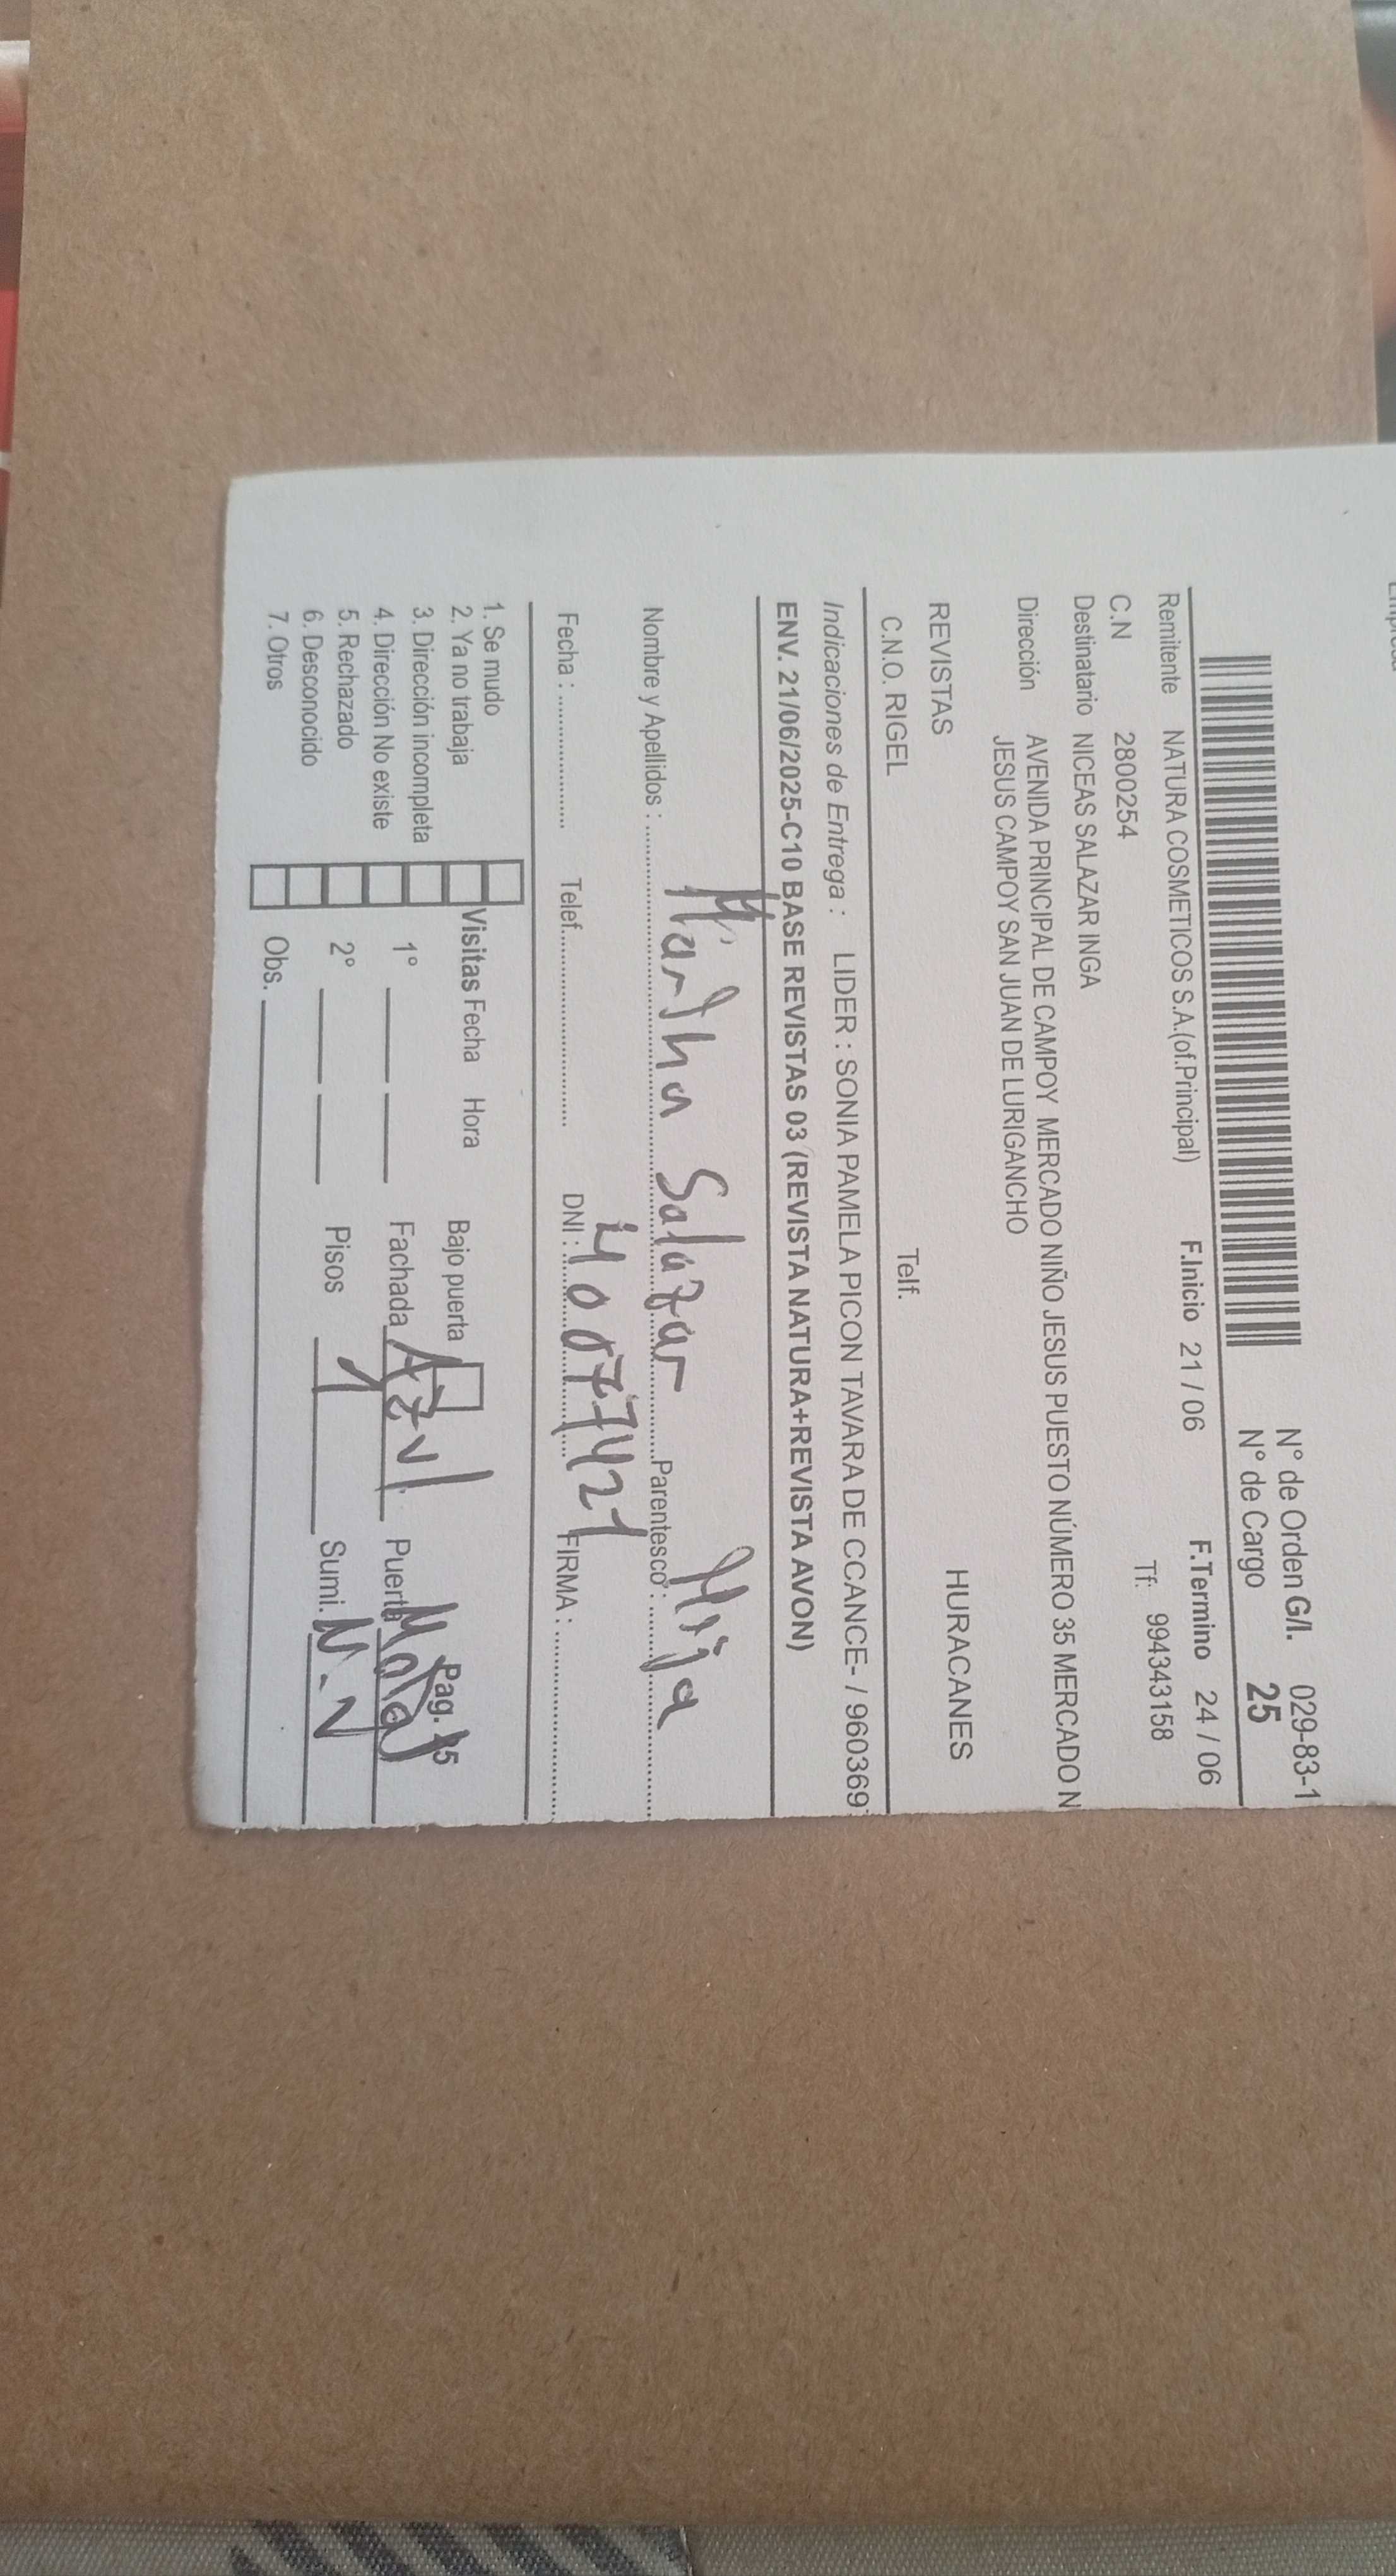 N° de Orden G/I. 029-83-1
N° de Cargo 25
Remitente NATURA COSMETICOS S.A.(of.Principal) F.Inicio 21 / 06 F.Termino 24 / 06
C.N 2800254 Tf: 994343158
Destinatario NICEAS SALAZAR INGA
Dirección AVENIDA PRINCIPAL DE CAMPOY MERCADO NIÑO JESUS PUESTO NÚMERO 35 MERCADO N
JESUS CAMPOY SAN JUAN DE LURIGANCHO
REVISTAS HURACANES
C.N.O. RIGEL Telf.
Indicaciones de Entrega : LIDER : SONIA PAMELA PICON TAVARA DE CCANCE- / 960369
ENV. 21/06/2025-C10 BASE REVISTAS 03 (REVISTA NATURA+REVISTA AVON)
Nombre y Apellidos : Martha Salazar Parentesco : Hija
Fecha : Telef. DNI : 40077421 FIRMA :
1. Se mudo
2. Ya no trabaja Visitas Fecha Hora Bajo puerta Pag.
3. Dirección incompleta 1° Fachada Azul Puerta
4. Dirección No existe
5. Rechazado 2° Pisos 1 Sumi. N-V
6. Desconocido
7. Otros Obs.